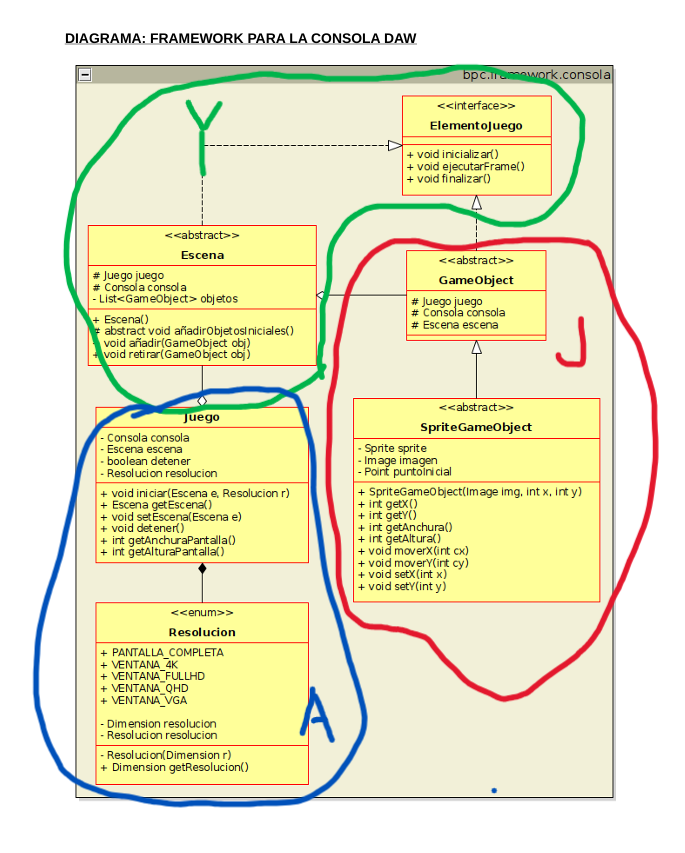 DIAGRAMA: FRAMEWORK PARA LA CONSOLA DAW
bpc.framework.consola
Y
<<interface>>
ElementoJuego
+ void inicializar()
+ void ejecutarFrame()
+ void finalizar()
<<abstract>>
Escena
# Juego juego
# Consola consola
- List<GameObject> objetos
+ Escena()
# abstract void añadirObjetosIniciales()
+ void añadir(GameObject obj)
+ void retirar(GameObject obj)
<<abstract>>
GameObject
# Juego juego
# Consola consola
# Escena escena
J
<<abstract>>
SpriteGameObject
- Sprite sprite
- Image imagen
- Point puntoInicial
+ SpriteGameObject(Image img, int x, int y)
+ int getX()
+ int getY()
+ int getAnchura()
+ int getAltura()
+ void moverX(int cx)
+ void moverY(int cy)
+ void setX(int x)
+ void setY(int y)
Juego
- Consola consola
- Escena escena
- boolean detener
- Resolucion resolucion
+ void iniciar(Escena e, Resolucion r)
+ Escena getEscena()
+ void setEscena(Escena e)
+ void detener()
+ int getAnchuraPantalla()
+ int getAlturaPantalla()
<<enum>>
Resolucion
+ PANTALLA_COMPLETA
+ VENTANA_4K
+ VENTANA_FULLHD
+ VENTANA_QHD
+ VENTANA_VGA
- Dimension resolucion
- Resolucion resolucion
- Resolucion(Dimension r)
+ Dimension getResolucion()
A